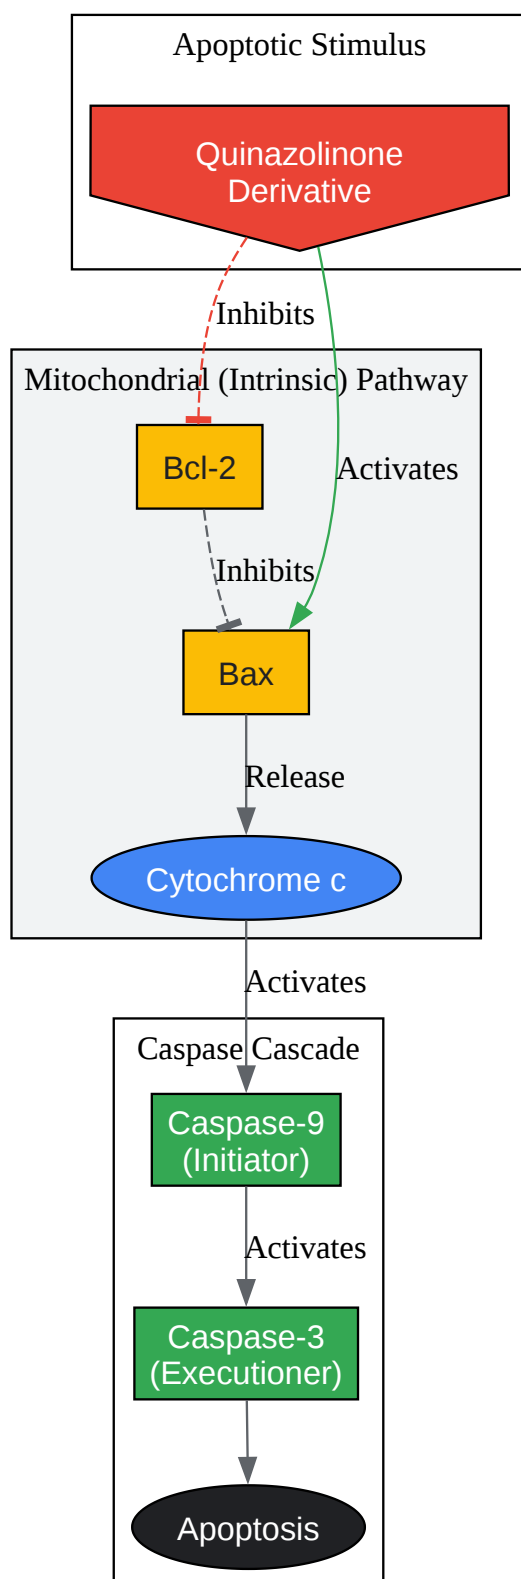 Apoptotic Stimulus
Quinazolinone
Derivative
Inhibits
Mitochondrial (Intrinsic) Pathway
Bcl-2
Activates
Inhibits
Bax
Release
Cytochrome c
Activates
Caspase Cascade
Caspase-9
(Initiator)
Activates
Caspase-3
(Executioner)
Apoptosis